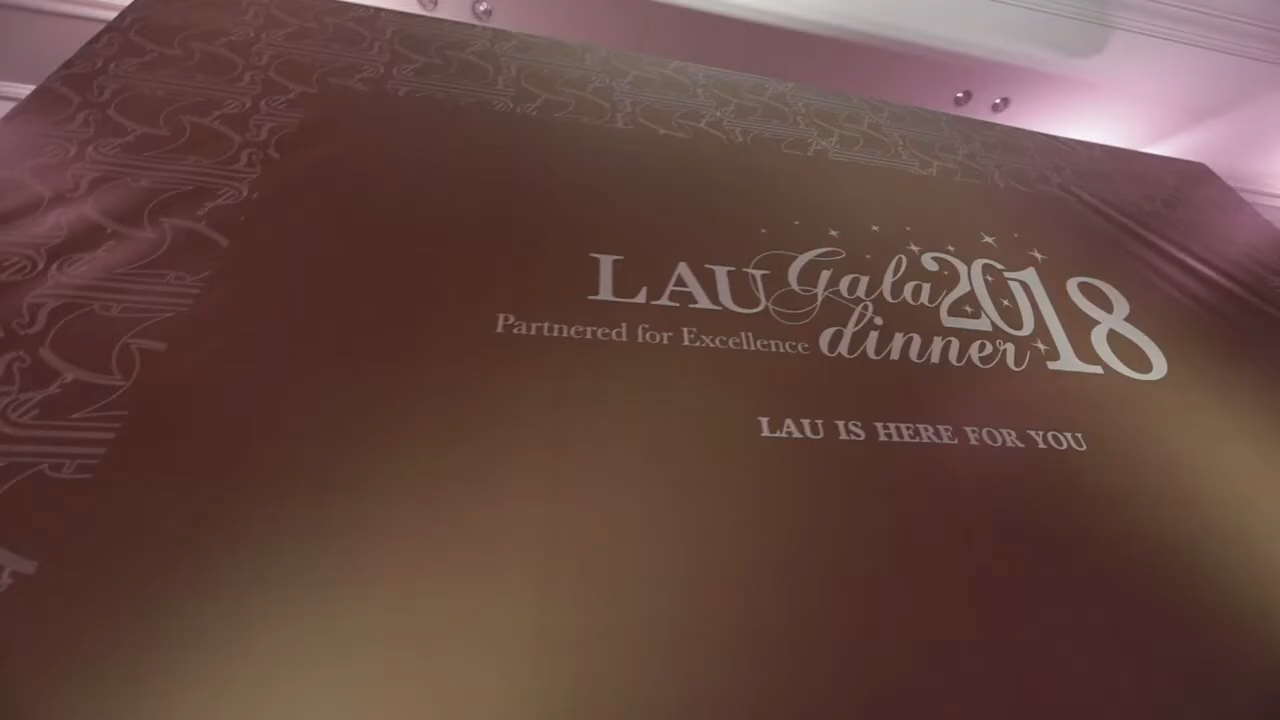 LAU Gala dinner 2018
Partnered for Excellence
LAU IS HERE FOR YOU